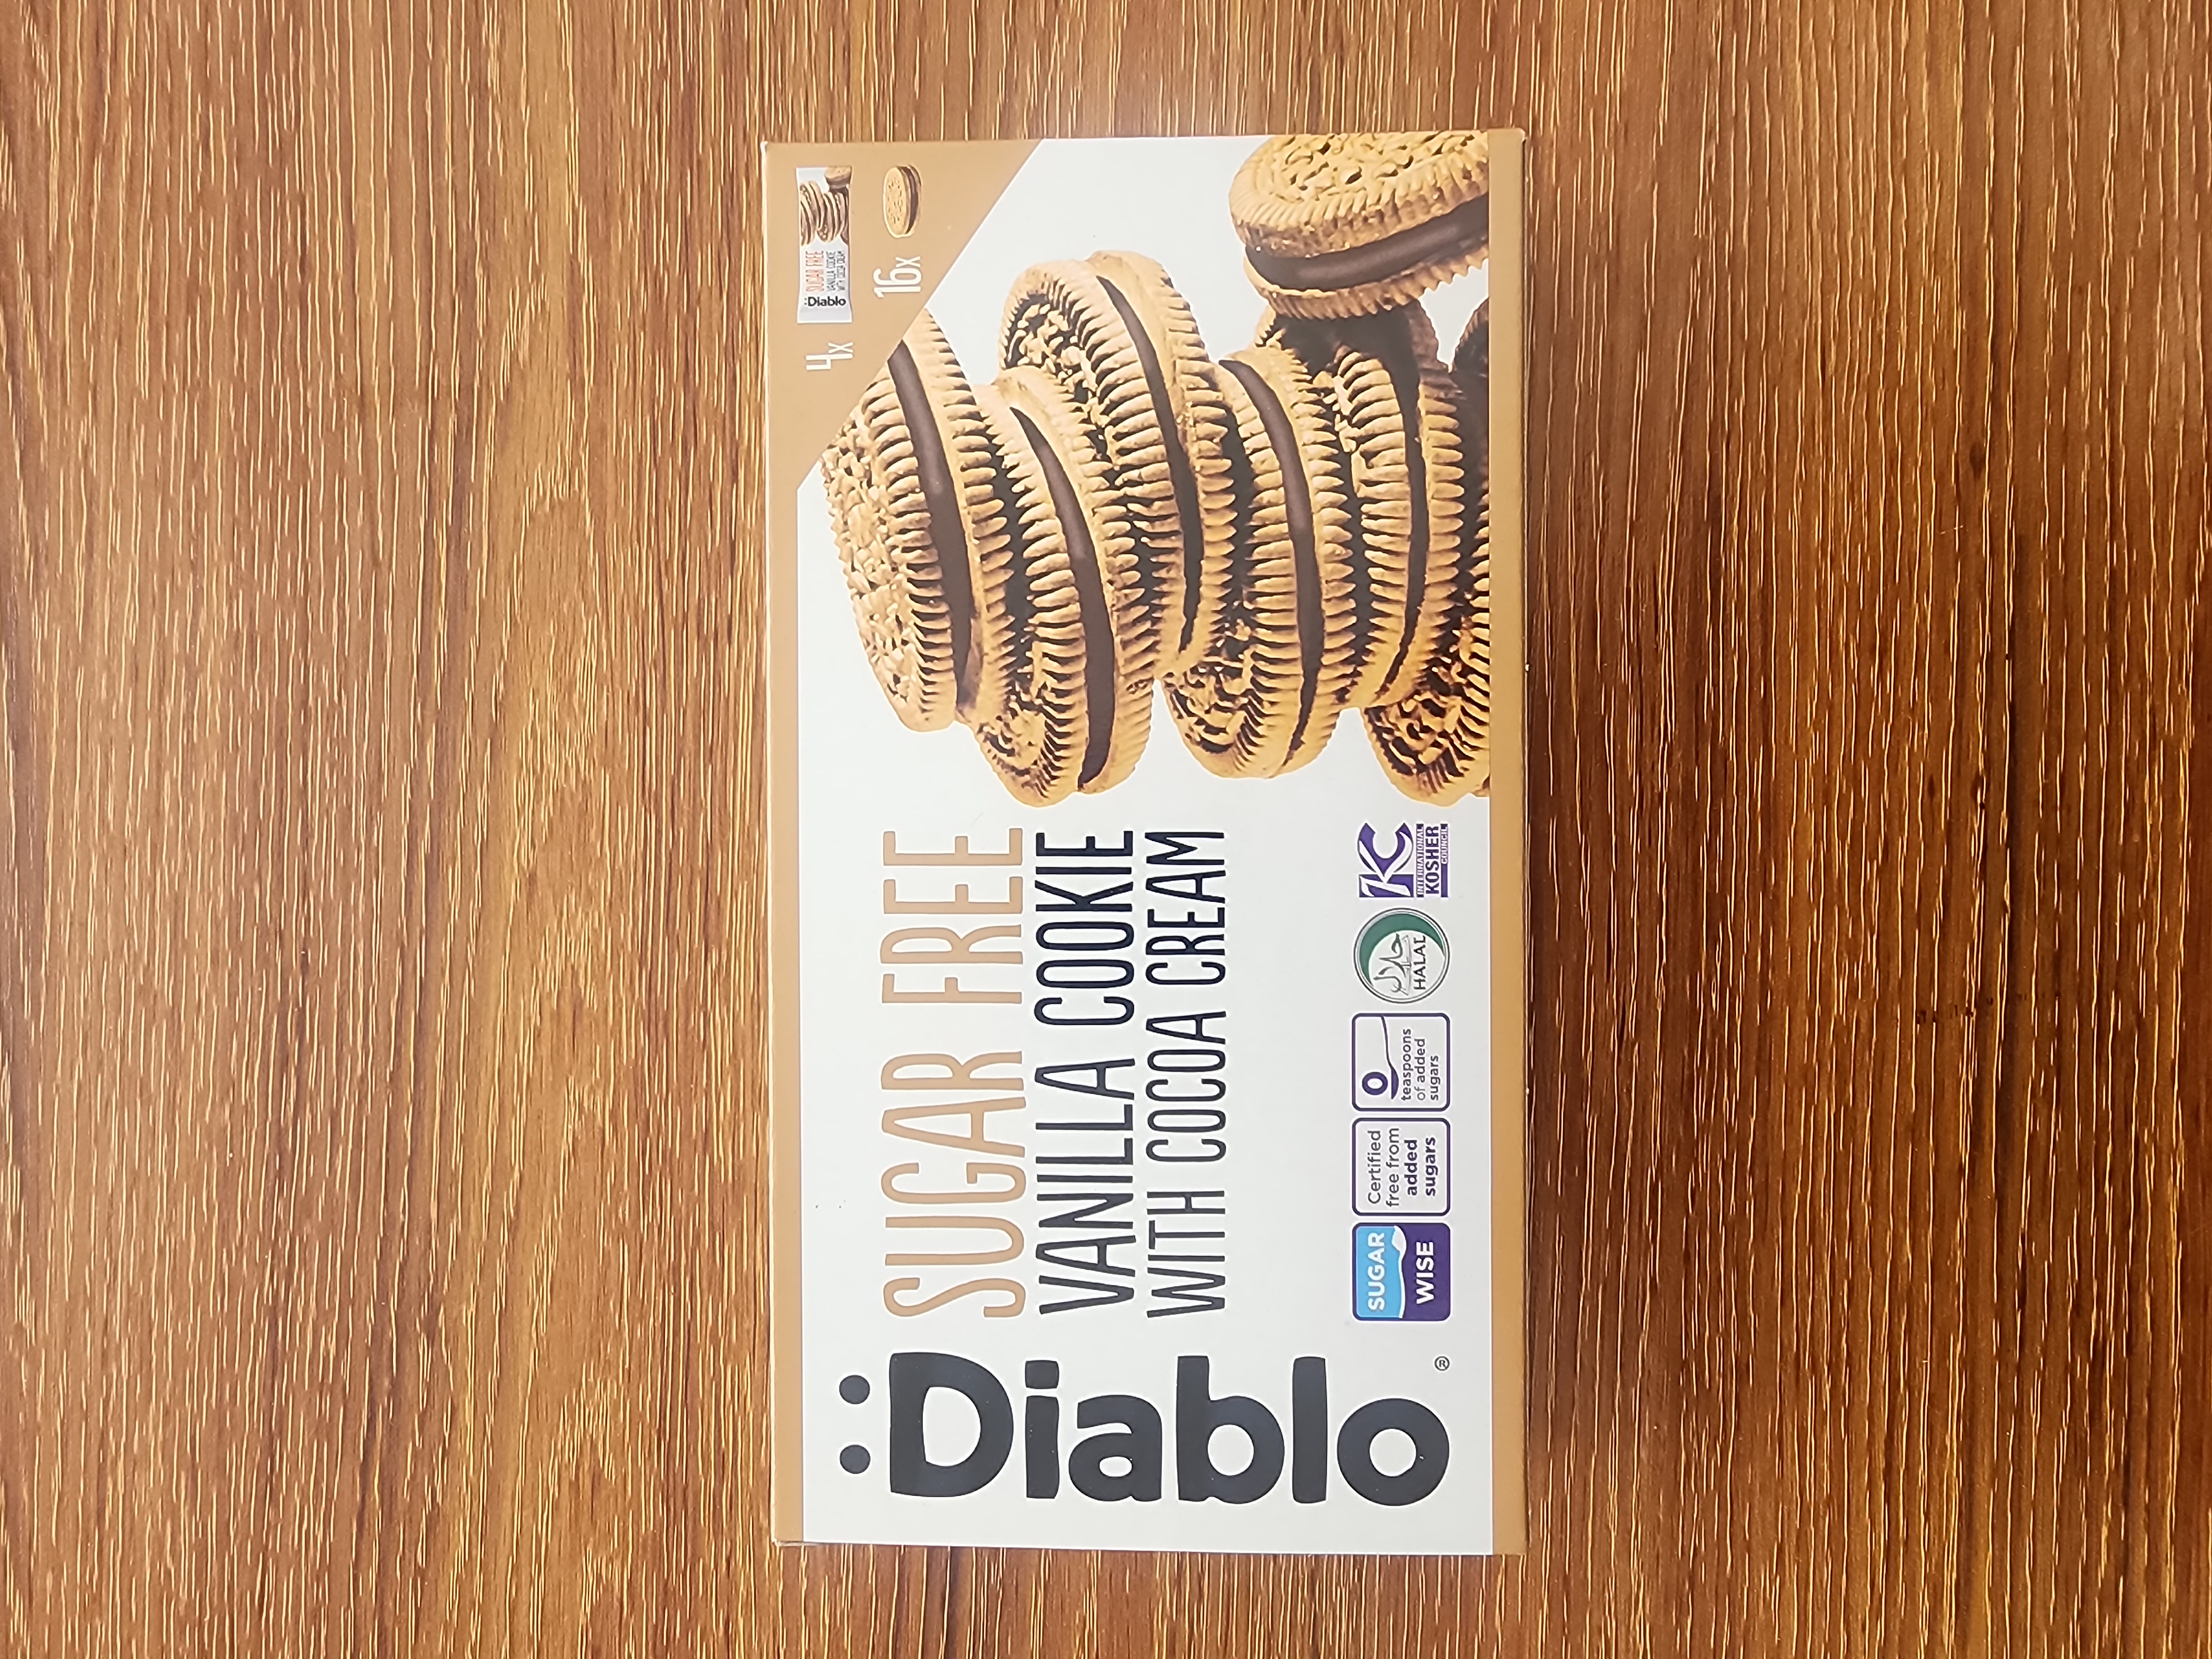 :Diablo®
SUGAR FREE
VANILLA COOKIE
WITH COCOA CREAM
SUGAR
WISE
Certified
free from
added
sugars
0
teaspoons
of added
sugars
حلال
HALAL
KC
INTERNATIONAL
KOSHER
COUNCIL
4x
:Diablo
SUGAR FREE
VANILLA COOKIE
WITH COCOA CREAM
16x